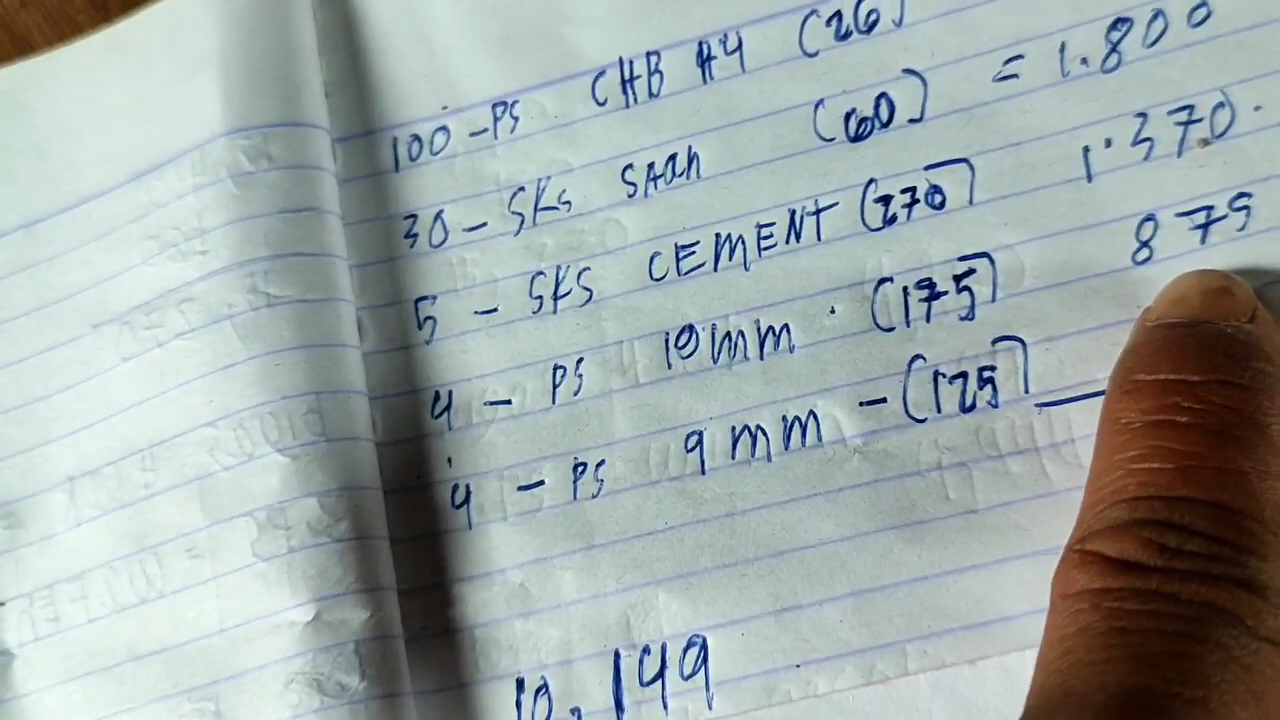 100 - PS CHB #4 (26)
30 - SKS SAAN (60) = 1.800
5 - SKS CEMENT (270) 1.370.
4 - PS 10mm . (175) 875
4 - PS 9mm - (125)
10.149